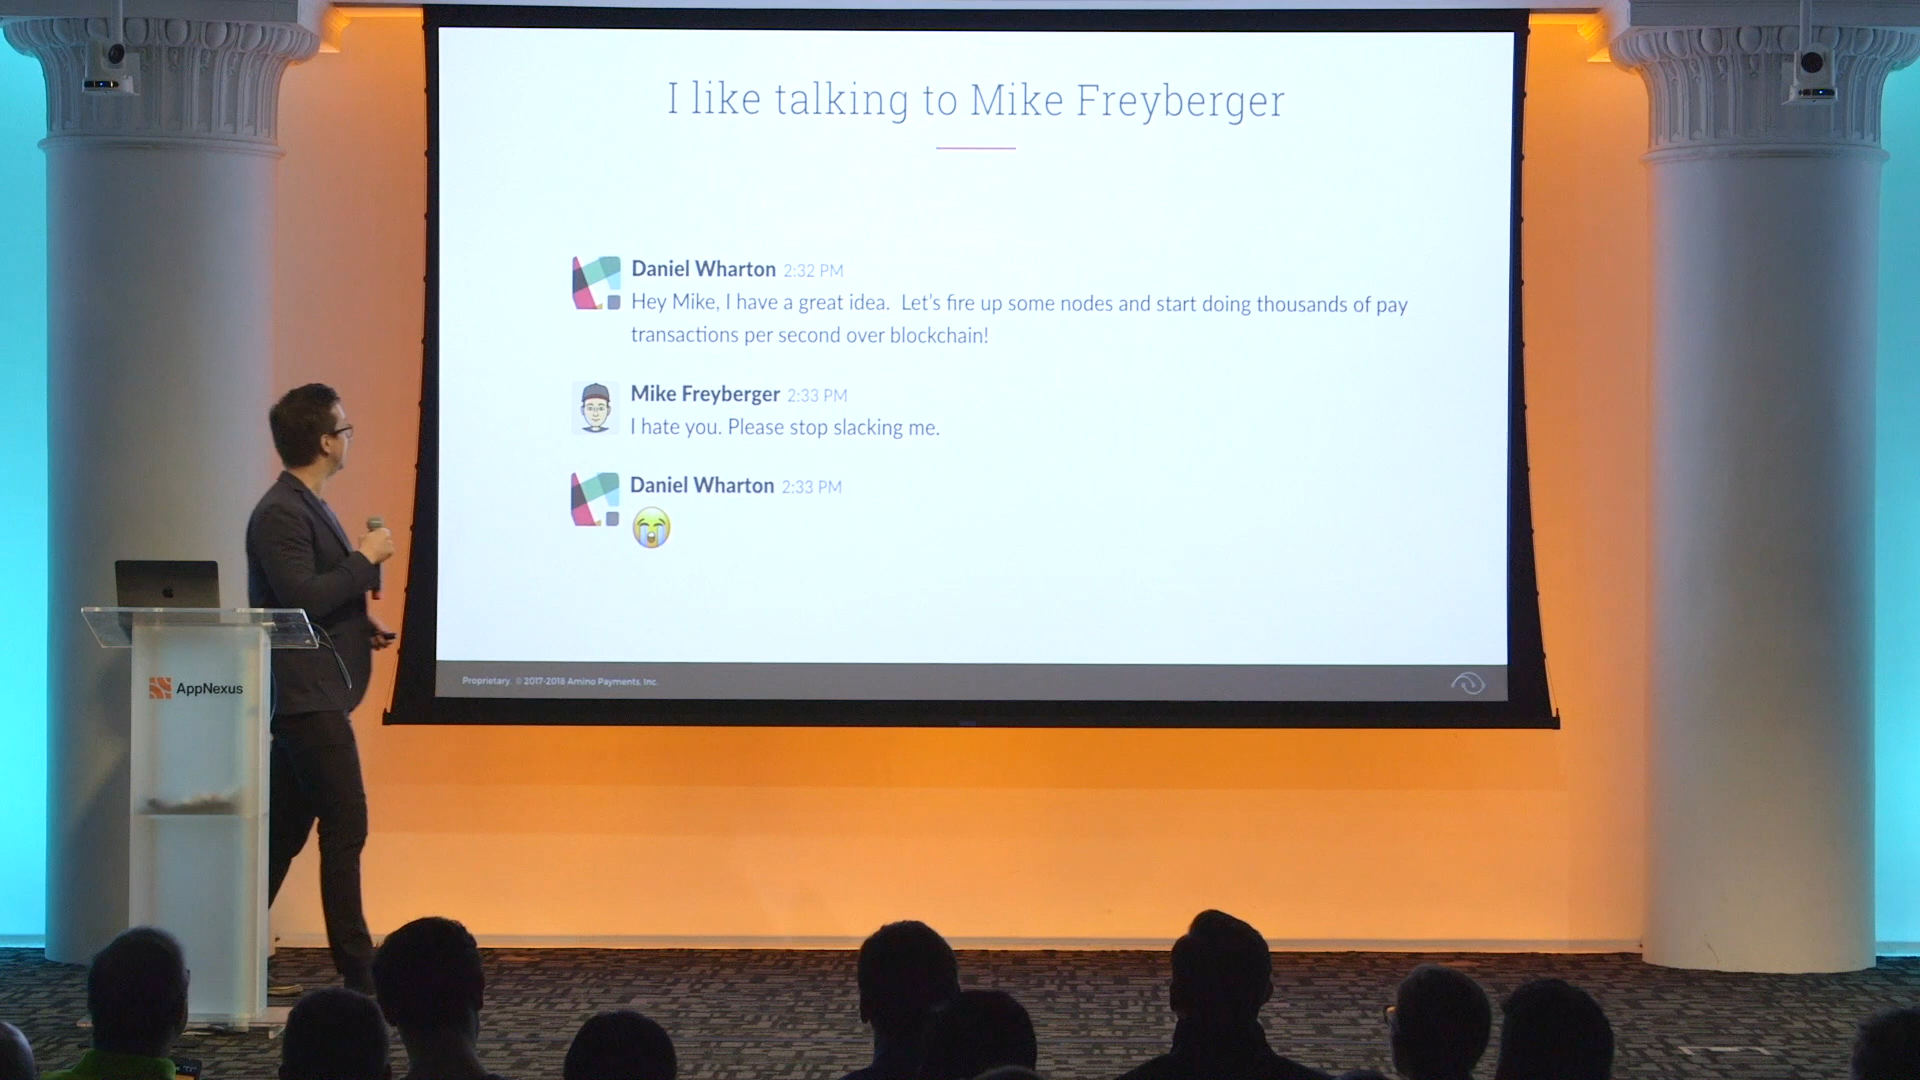 I like talking to Mike Freyberger
Daniel Wharton 2:32 PM
Hey Mike, I have a great idea.  Let's fire up some nodes and start doing thousands of pay
transactions per second over blockchain!
Mike Freyberger 2:33 PM
I hate you. Please stop slacking me.
Daniel Wharton 2:33 PM
Proprietary. © 2017-2018 Amino Payments, Inc.
AppNexus